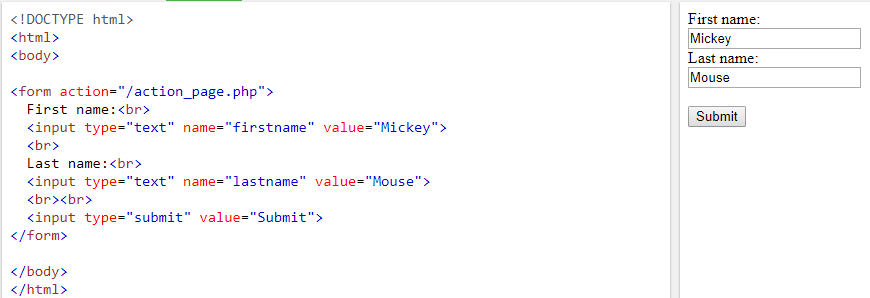 <!DOCTYPE html>
<html>
<body>
<form action="/action_page.php">
First name:<br>
<input type="text" name="firstname" value="Mickey">
<br>
Last name:<br>
<input type="text" name="lastname" value="Mouse">
<br><br>
<input type="submit" value="Submit">
</form>
</body>
</html>
First name:
Mickey
Last name:
Mouse
Submit